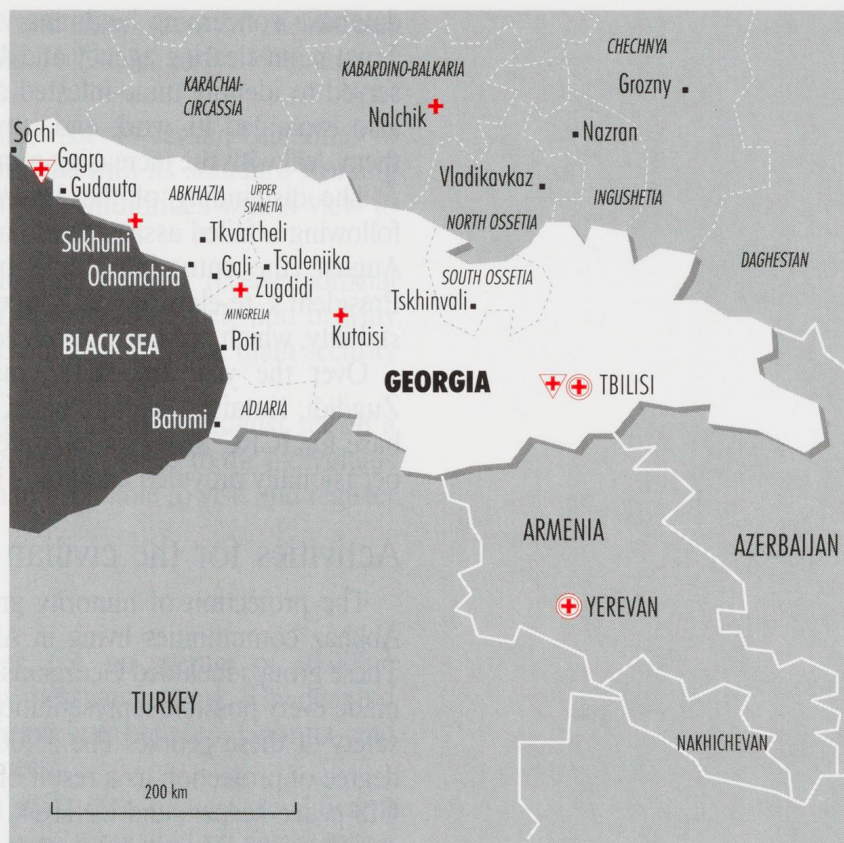 CHECHNYA
KABARDINO-BALKARIA
KARACHAI-
CIRCASSIA
Grozny
Nalchik
Sochi
Nazran
Gagra
Gudauta
ABKHAZIA
UPPER
SVANETIA
Vladikavkaz
INGUSHETIA
NORTH OSSETIA
Sukhumi
Tkvarcheli
DAGHESTAN
Ochamchira
Gali
Tsalenjika
SOUTH OSSETIA
Zugdidi
Tskhinvali
MINGRELIA
Kutaisi
BLACK SEA
Poti
GEORGIA
TBILISI
Batumi
ADJARIA
ARMENIA
AZERBAIJAN
YEREVAN
TURKEY
NAKHICHEVAN
200 km